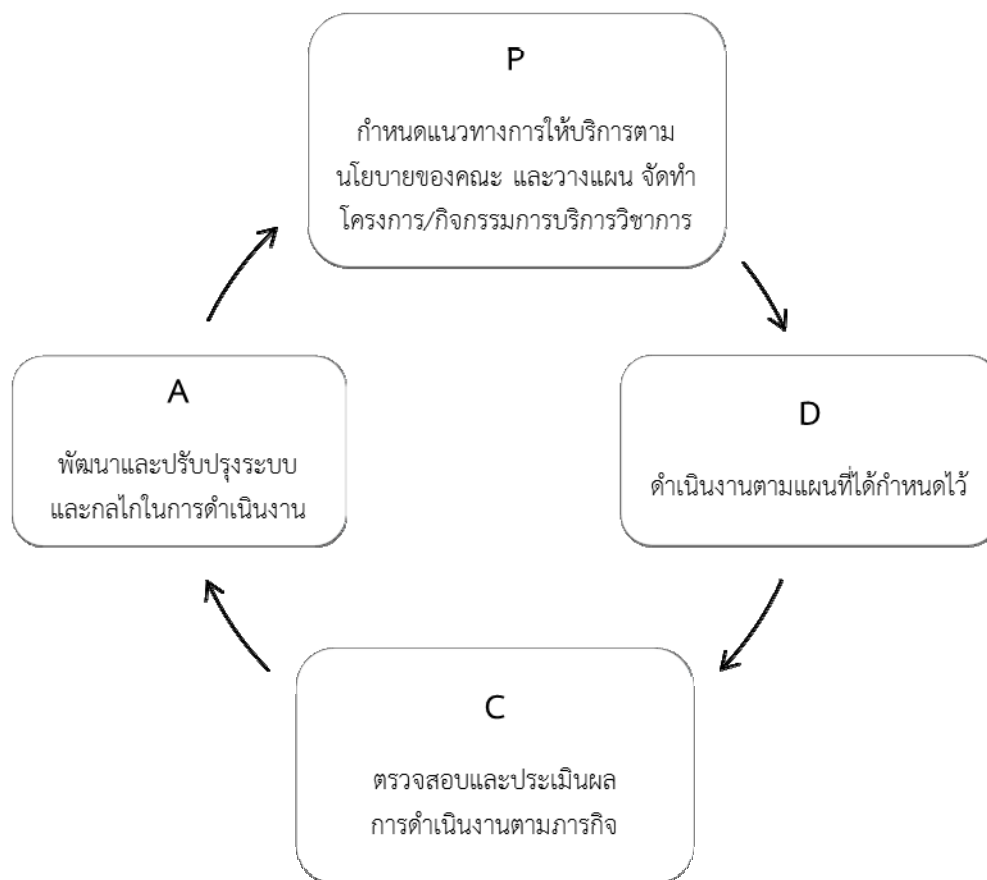 P
กำหนดแนวทางการให้บริการตาม
นโยบายของคณะ และวางแผน จัดทำ
โครงการ/กิจกรรมการบริการวิชาการ
A
พัฒนาและปรับปรุงระบบ
และกลไกในการดำเนินงาน
D
ดำเนินงานตามแผนที่ได้กำหนดไว้
C
ตรวจสอบและประเมินผล
การดำเนินงานตามภารกิจ